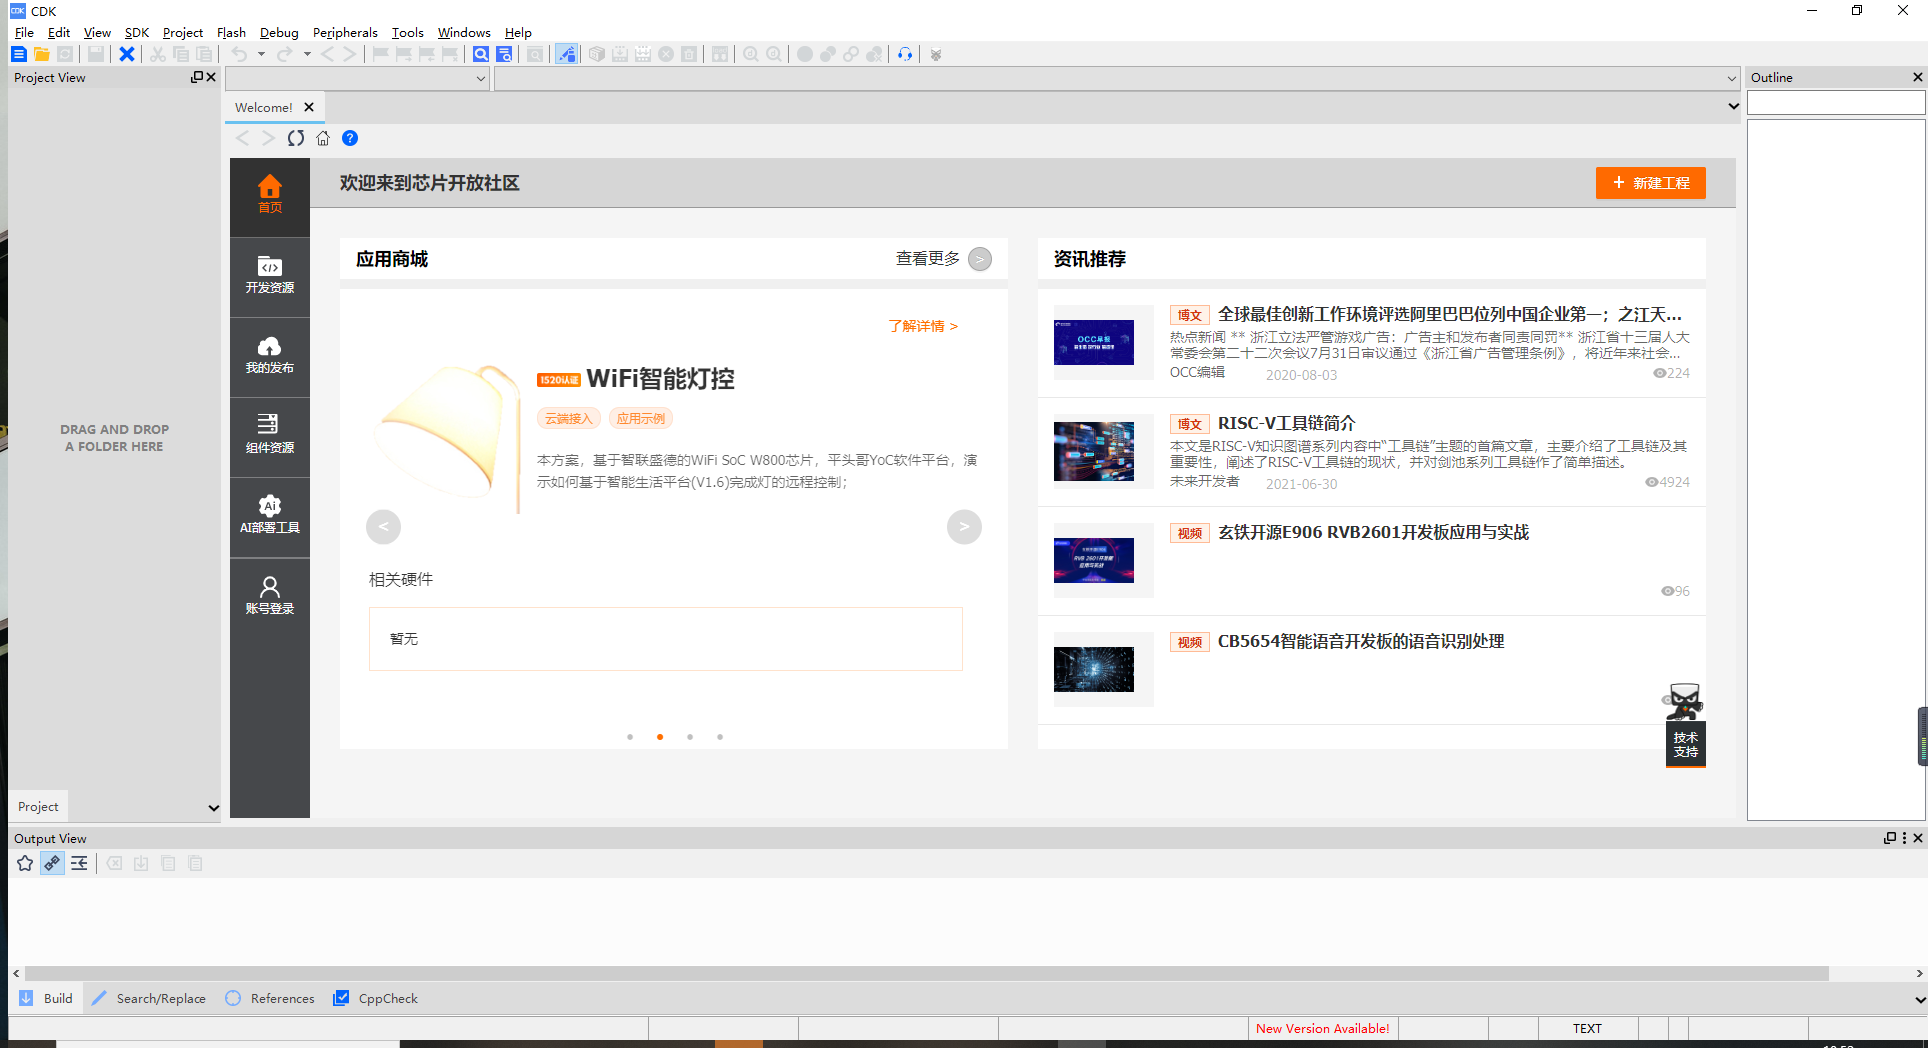 CDK
File Edit View SDK Project Flash Debug Peripherals Tools Windows Help
Project View
Outline
Welcome!
DRAG AND DROP
A FOLDER HERE
Project
首页
开发资源
我的发布
组件资源
Ai
AI部署工具
账号登录
欢迎来到芯片开放社区
+ 新建工程
应用商城
查看更多 >
了解详情 >
1520认证 WiFi智能灯控
云端接入 应用示例
本方案，基于智联盛德的WiFi SoC W800芯片，平头哥YoC软件平台，演
示如何基于智能生活平台(V1.6)完成灯的远程控制；
相关硬件
暂无
资讯推荐
OCC早报
博文 全球最佳创新工作环境评选阿里巴巴位列中国企业第一；之江天...
热点新闻 ** 浙江立法严管游戏广告：广告主和发布者同责同罚** 浙江省十三届人大
常委会第二十二次会议7月31日审议通过《浙江省广告管理条例》，将近年来社会...
OCC编辑 2020-08-03 224
博文 RISC-V工具链简介
本文是RISC-V知识图谱系列内容中“工具链”主题的首篇文章，主要介绍了工具链及其
重要性，阐述了RISC-V工具链的现状，并对剑池系列工具链作了简单描述。
未来开发者 2021-06-30 4924
视频 玄铁开源E906 RVB2601开发板应用与实战
96
视频 CB5654智能语音开发板的语音识别处理
技术
支持
Output View
Build Search/Replace References CppCheck
New Version Available! TEXT